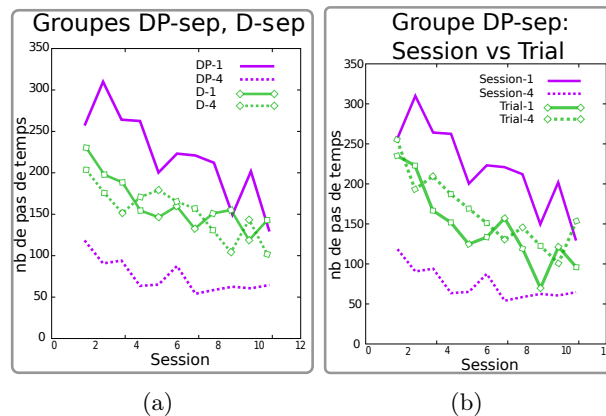 Groupes DP-sep, D-sep
350
300
250
200
150
100
50
0
nb de pas de temps
DP-1
DP-4
D-1
D-4
0 2 4 6 8 10 12
Session
(a)
Groupe DP-sep:
Session vs Trial
350
300
250
200
150
100
50
0
nb de pas de temps
Session-1
Session-4
Trial-1
Trial-4
0 2 4 6 8 10 12
Session
(b)